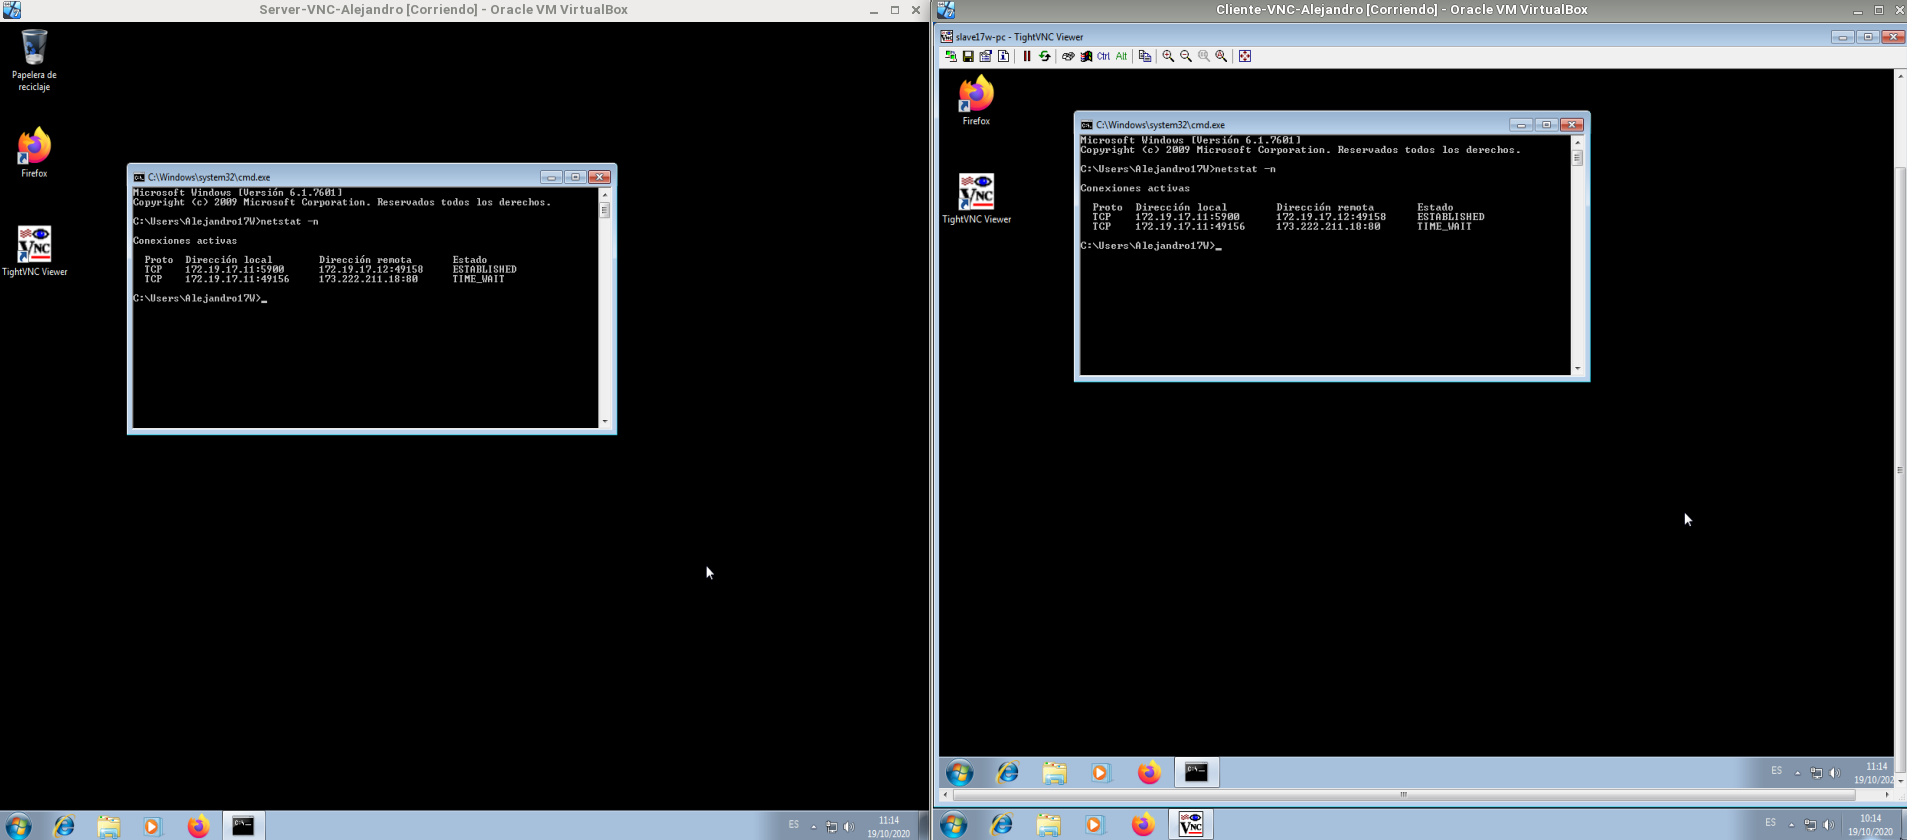 Server-VNC-Alejandro [Corriendo] - Oracle VM VirtualBox
Papelera de
reciclaje
Firefox
VNC
TightVNC Viewer
C:\Windows\system32\cmd.exe
Microsoft Windows [Versión 6.1.7601]
Copyright (c) 2009 Microsoft Corporation. Reservados todos los derechos.
C:\Users\Alejandro17W>netstat -n
Conexiones activas
Proto Dirección local Dirección remota Estado
TCP 172.19.17.11:5900 172.19.17.12:49158 ESTABLISHED
TCP 172.19.17.11:49156 173.222.211.18:80 TIME_WAIT
C:\Users\Alejandro17W>_
ES
11:14
19/10/2020
Cliente-VNC-Alejandro [Corriendo] - Oracle VM VirtualBox
slave17w-pc - TightVNC Viewer
Ctrl Alt
Firefox
VNC
TightVNC Viewer
C:\Windows\system32\cmd.exe
Microsoft Windows [Versión 6.1.7601]
Copyright (c) 2009 Microsoft Corporation. Reservados todos los derechos.
C:\Users\Alejandro17W>netstat -n
Conexiones activas
Proto Dirección local Dirección remota Estado
TCP 172.19.17.11:5900 172.19.17.12:49158 ESTABLISHED
TCP 172.19.17.11:49156 173.222.211.18:80 TIME_WAIT
C:\Users\Alejandro17W>_
ES
11:14
19/10/202
VNC
ES
10:14
19/10/2020